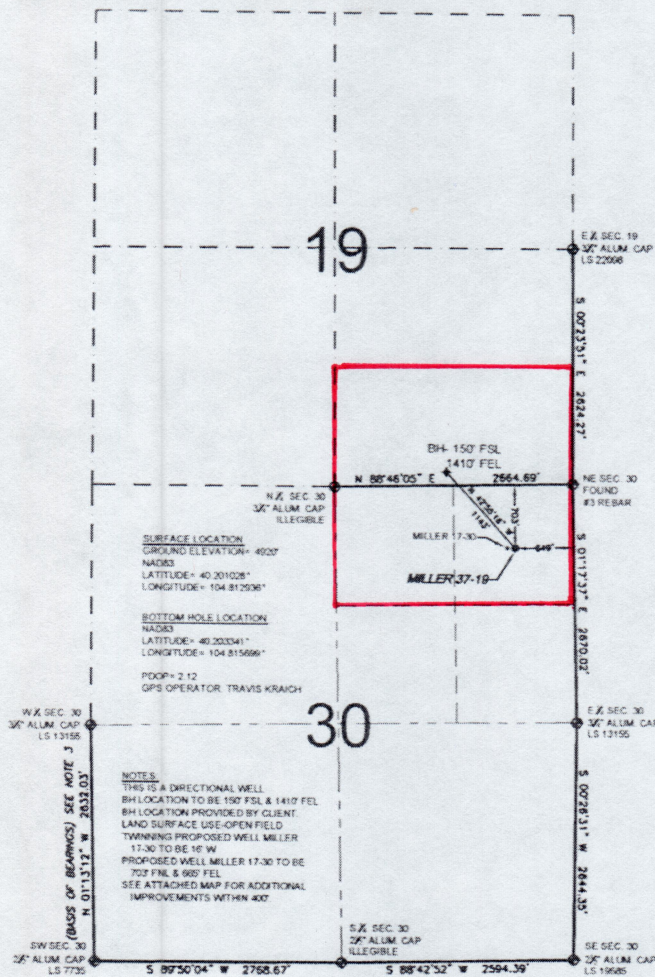 19
E¼ SEC. 19
3¼" ALUM. CAP
LS 22098
S 00°23'51" E 2624.27'
BH- 150' FSL
1410' FEL
N 88°46'05" E 2664.69'
NE SEC. 30
FOUND
#3 REBAR
N¼ SEC. 30
3¼" ALUM. CAP
ILLEGIBLE
1142'
703'
MILLER 17-30
649'
MILLER 37-19
S 01°17'37" E 2670.02'
SURFACE LOCATION
GROUND ELEVATION= 4920'
NAD83
LATITUDE= 40.201028°
LONGITUDE= 104.812936°
BOTTOM HOLE LOCATION
NAD83
LATITUDE= 40.203341°
LONGITUDE= 104.815699°
PDOP= 2.12
GPS OPERATOR: TRAVIS KRAICH
W¼ SEC. 30
3¼" ALUM. CAP
LS 13155
30
E¼ SEC. 30
3¼" ALUM. CAP
LS 13155
(BASIS OF BEARINGS) SEE NOTE 3
N 01°13'12" W 2632.03'
NOTES:
THIS IS A DIRECTIONAL WELL
BH LOCATION TO BE 150' FSL & 1410' FEL
BH LOCATION PROVIDED BY CLIENT.
LAND SURFACE USE-OPEN FIELD
TWINNING PROPOSED WELL MILLER
17-30 TO BE 16' W
PROPOSED WELL MILLER 17-30 TO BE
703' FNL & 665' FEL
SEE ATTACHED MAP FOR ADDITIONAL
IMPROVEMENTS WITHIN 400'
S 00°26'31" W 2644.35'
SW SEC. 30
2½" ALUM. CAP
LS 7735
S 89°50'04" W 2768.67'
S¼ SEC. 30
2½" ALUM. CAP
ILLEGIBLE
S 88°42'52" W 2594.39'
SE SEC. 30
2½" ALUM. CAP
LS 19585